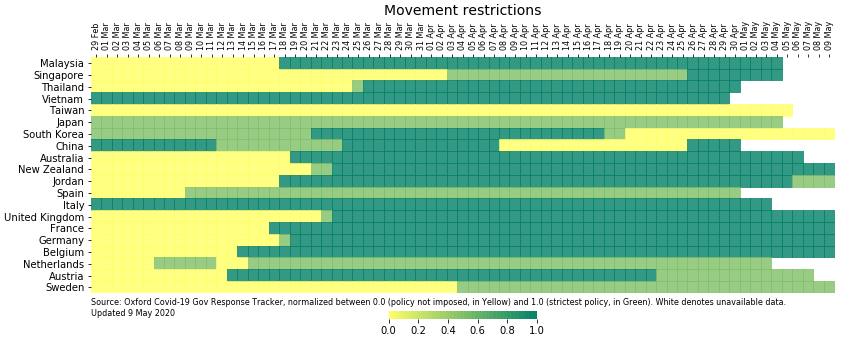 Movement restrictions
29 Feb
01 Mar
02 Mar
03 Mar
04 Mar
05 Mar
06 Mar
07 Mar
08 Mar
09 Mar
10 Mar
11 Mar
12 Mar
13 Mar
14 Mar
15 Mar
16 Mar
17 Mar
18 Mar
19 Mar
20 Mar
21 Mar
22 Mar
23 Mar
24 Mar
25 Mar
26 Mar
27 Mar
28 Mar
29 Mar
30 Mar
31 Mar
01 Apr
02 Apr
03 Apr
04 Apr
05 Apr
06 Apr
07 Apr
08 Apr
09 Apr
10 Apr
11 Apr
12 Apr
13 Apr
14 Apr
15 Apr
16 Apr
17 Apr
18 Apr
19 Apr
20 Apr
21 Apr
22 Apr
23 Apr
24 Apr
25 Apr
26 Apr
27 Apr
28 Apr
29 Apr
30 Apr
01 May
02 May
03 May
04 May
05 May
06 May
07 May
08 May
09 May
Malaysia
Singapore
Thailand
Vietnam
Taiwan
Japan
South Korea
China
Australia
New Zealand
Jordan
Spain
Italy
United Kingdom
France
Germany
Belgium
Netherlands
Austria
Sweden
Source: Oxford Covid-19 Gov Response Tracker, normalized between 0.0 (policy not imposed, in Yellow) and 1.0 (strictest policy, in Green). White denotes unavailable data.
Updated 9 May 2020
0.0 0.2 0.4 0.6 0.8 1.0